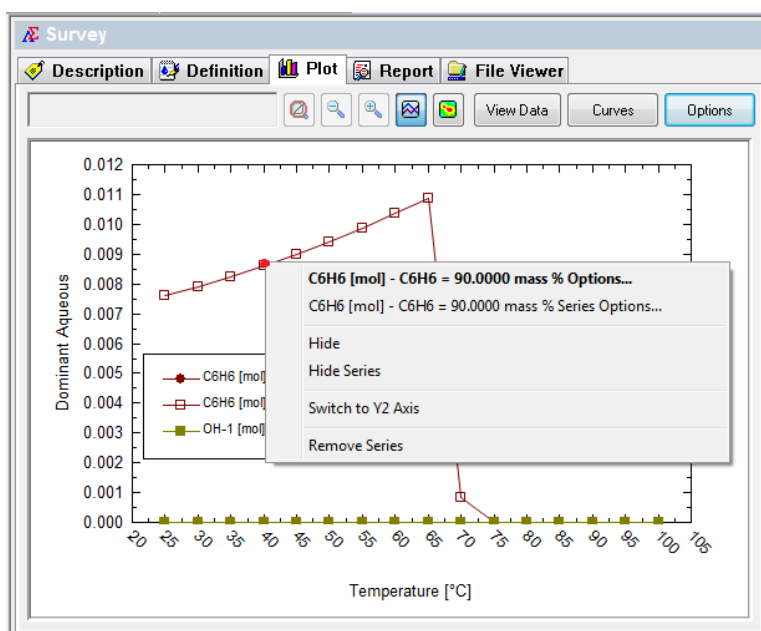 Survey
Description Definition Plot Report File Viewer
View Data Curves Options
0.012
0.011
0.010
0.009
0.008
0.007
0.006
0.005
0.004
0.003
0.002
0.001
0.000
Dominant Aqueous
C6H6 [mol] - C6H6 = 90.0000 mass % Options...
C6H6 [mol] - C6H6 = 90.0000 mass % Series Options...
Hide
Hide Series
Switch to Y2 Axis
Remove Series
C6H6 [mol]
C6H6 [mol]
OH-1 [mol]
20 25 30 35 40 45 50 55 60 65 70 75 80 85 90 95 100 105
Temperature [°C]